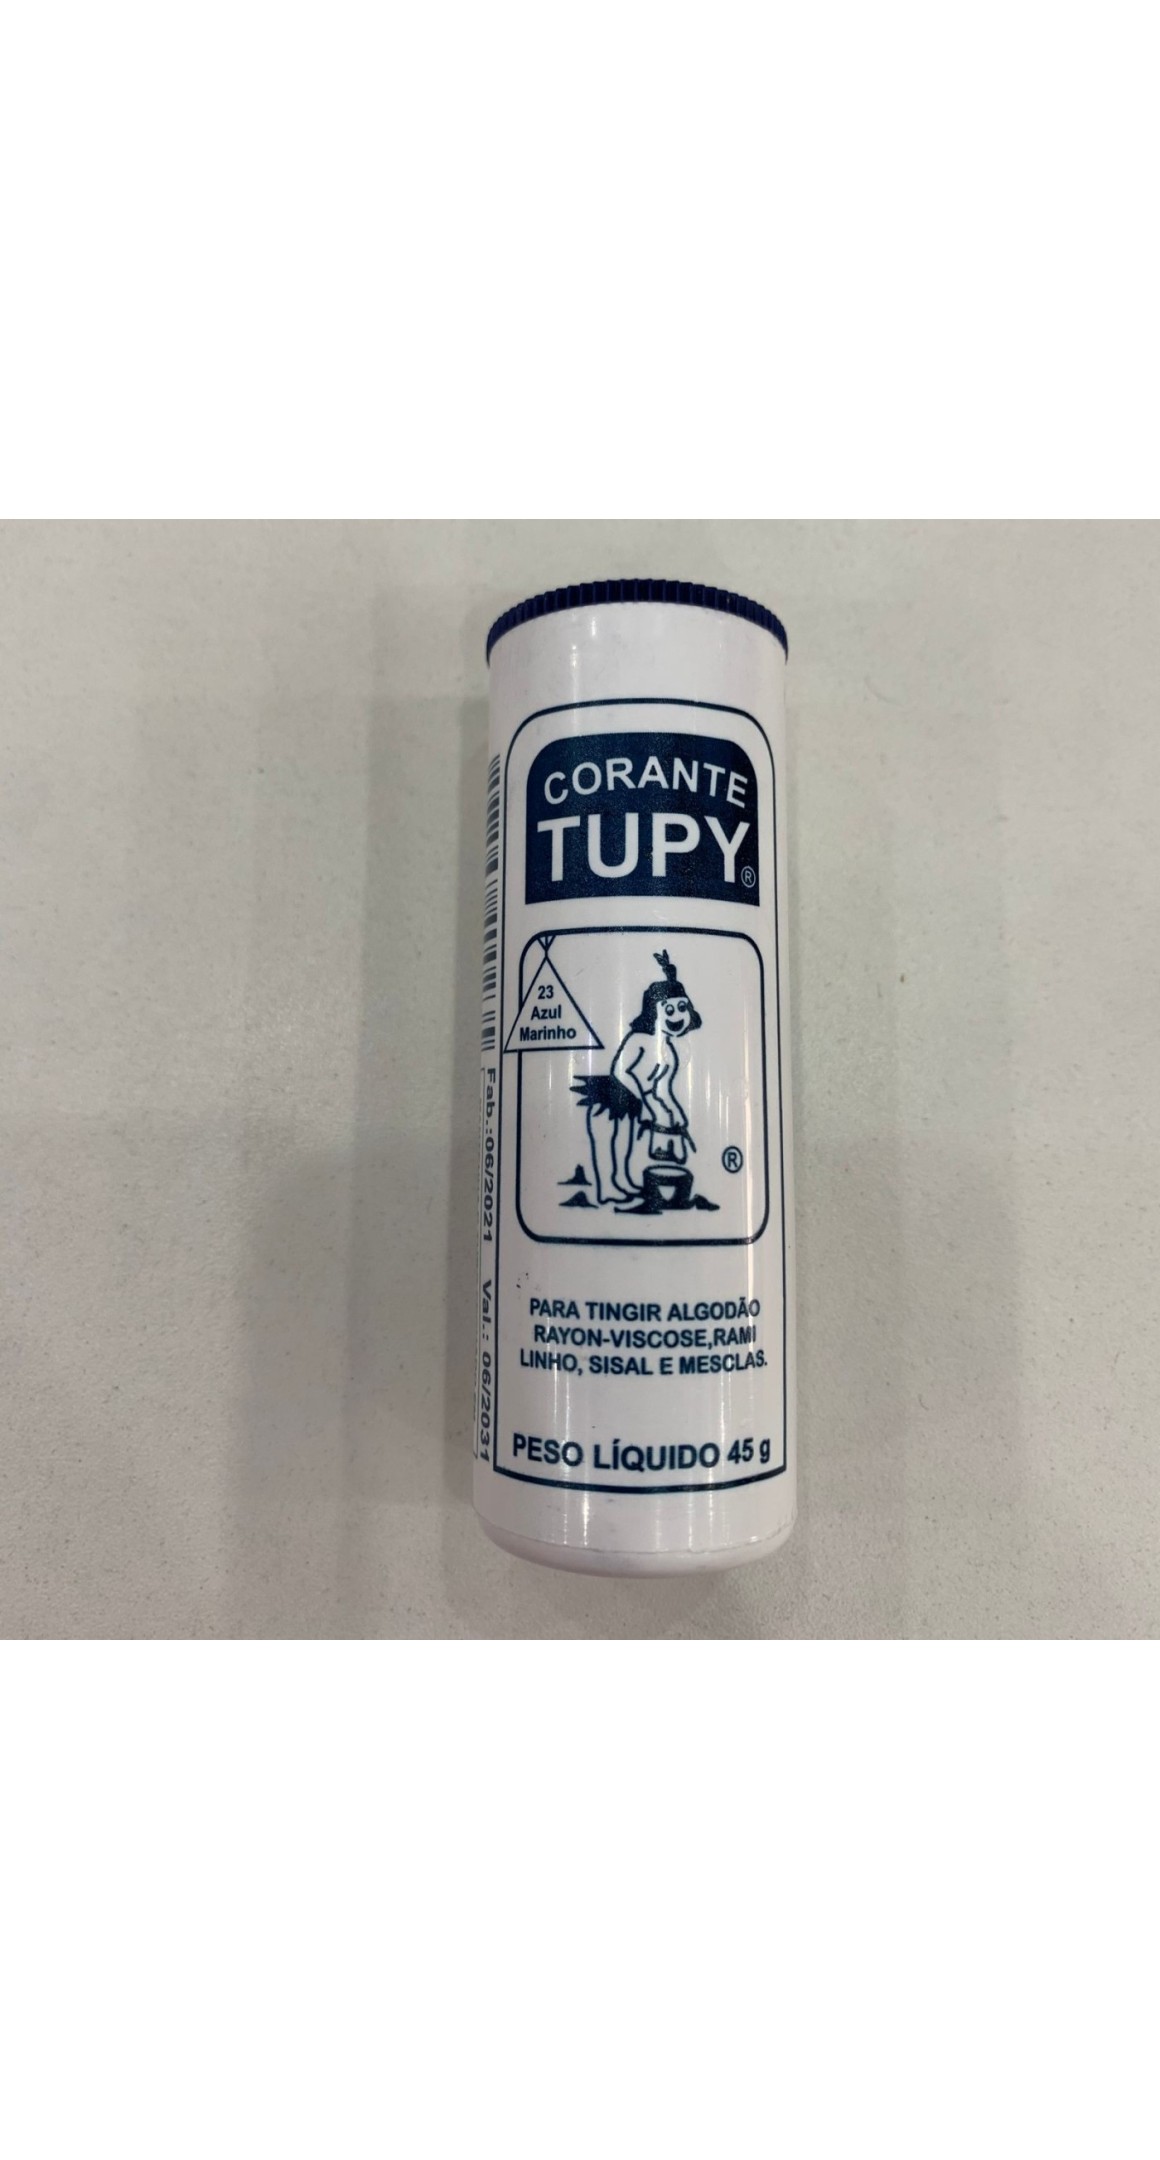 CORANTE
TUPY®
23
Azul
Marinho
®
PARA TINGIR ALGODÃO
RAYON-VISCOSE,RAMI
LINHO, SISAL E MESCLAS.
PESO LÍQUIDO 45 g
Fab.:06/2021 Val.: 06/2031